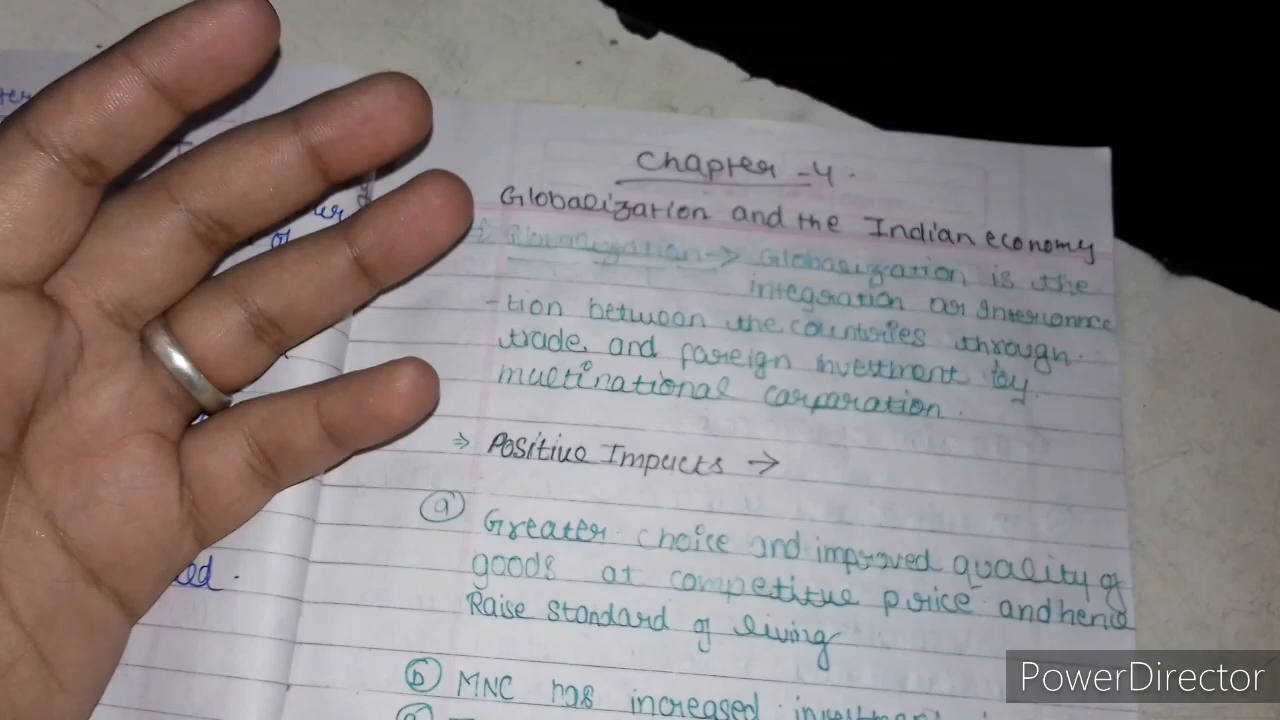 Chapter - 4.
Globalization and the Indian economy
→ Globalization is the
integration or interconnec
-tion between the countries through
trade and foreign investment by
multinational corporation.
⇒ Positive Impacts →
(a) Greater choice and improved quality of
goods at competitive price and hence
Raise standard of living
(b) MNC has increased investment
ed.
PowerDirector